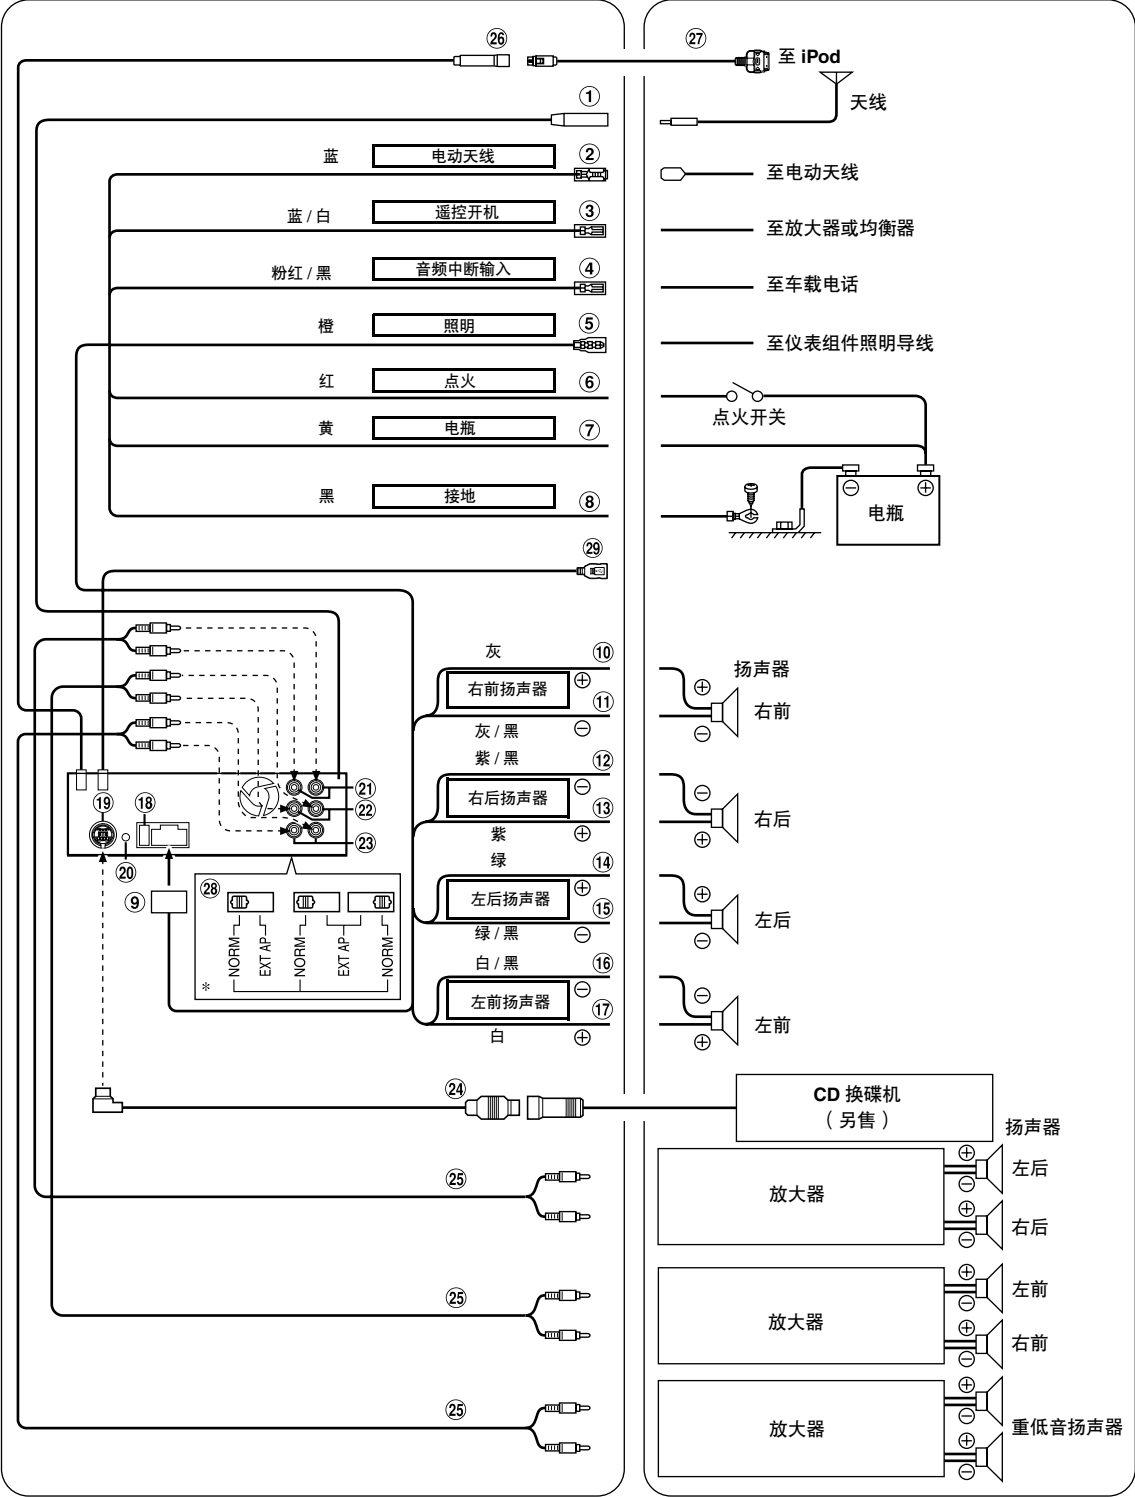 ㉖ ㉗ 至 iPod
① 天线
蓝 电动天线 ② 至电动天线
蓝 / 白 遥控开机 ③ 至放大器或均衡器
粉红 / 黑 音频中断输入 ④ 至车载电话
橙 照明 ⑤ 至仪表组件照明导线
红 点火 ⑥ 点火开关
黄 电瓶 ⑦
⊖ ⊕
黑 接地 ⑧ 电瓶
㉙
灰 ⑩ 扬声器
右前扬声器 ⊕ ⑪ ⊕ 右前
灰 / 黑 ⊖ ⊖
紫 / 黑 ⑫
右后扬声器 ⊖ ⑬ ⊖ 右后
紫 ⊕ ⊕
绿 ⑭
左后扬声器 ⊕ ⑮ ⊕ 左后
绿 / 黑 ⊖ ⊖
白 / 黑 ⑯
左前扬声器 ⊖ ⑰ ⊖ 左前
白 ⊕ ⊕
⑲ ⑱ ㉑
㉒
㉓
⑳
⑨ ㉘
NORM EXT AP NORM EXT AP NORM
*
㉔ CD 换碟机
（另售）
扬声器
㉕ 放大器 ⊕ ⊖ 左后
⊕ ⊖ 右后
㉕ 放大器 ⊕ ⊖ 左前
⊕ ⊖ 右前
㉕ 放大器 ⊕ ⊖ ⊕ ⊖ 重低音扬声器